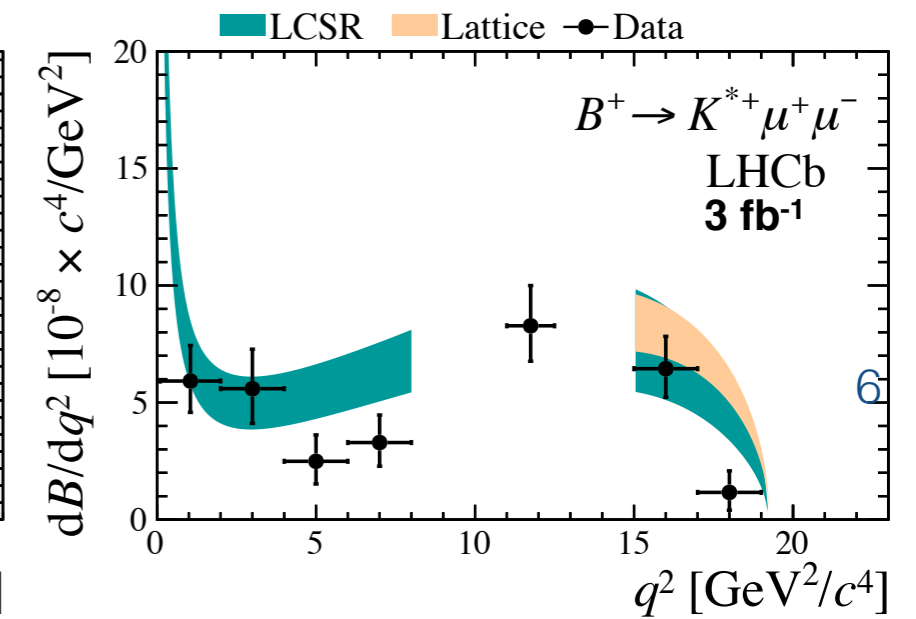 LCSR Lattice Data
dB/dq² [10⁻⁸ × c⁴/GeV²]
20
15
10
5
0
B⁺ → K*⁺μ⁺μ⁻
LHCb
3 fb⁻¹
6
0 5 10 15 20
]
q² [GeV²/c⁴]